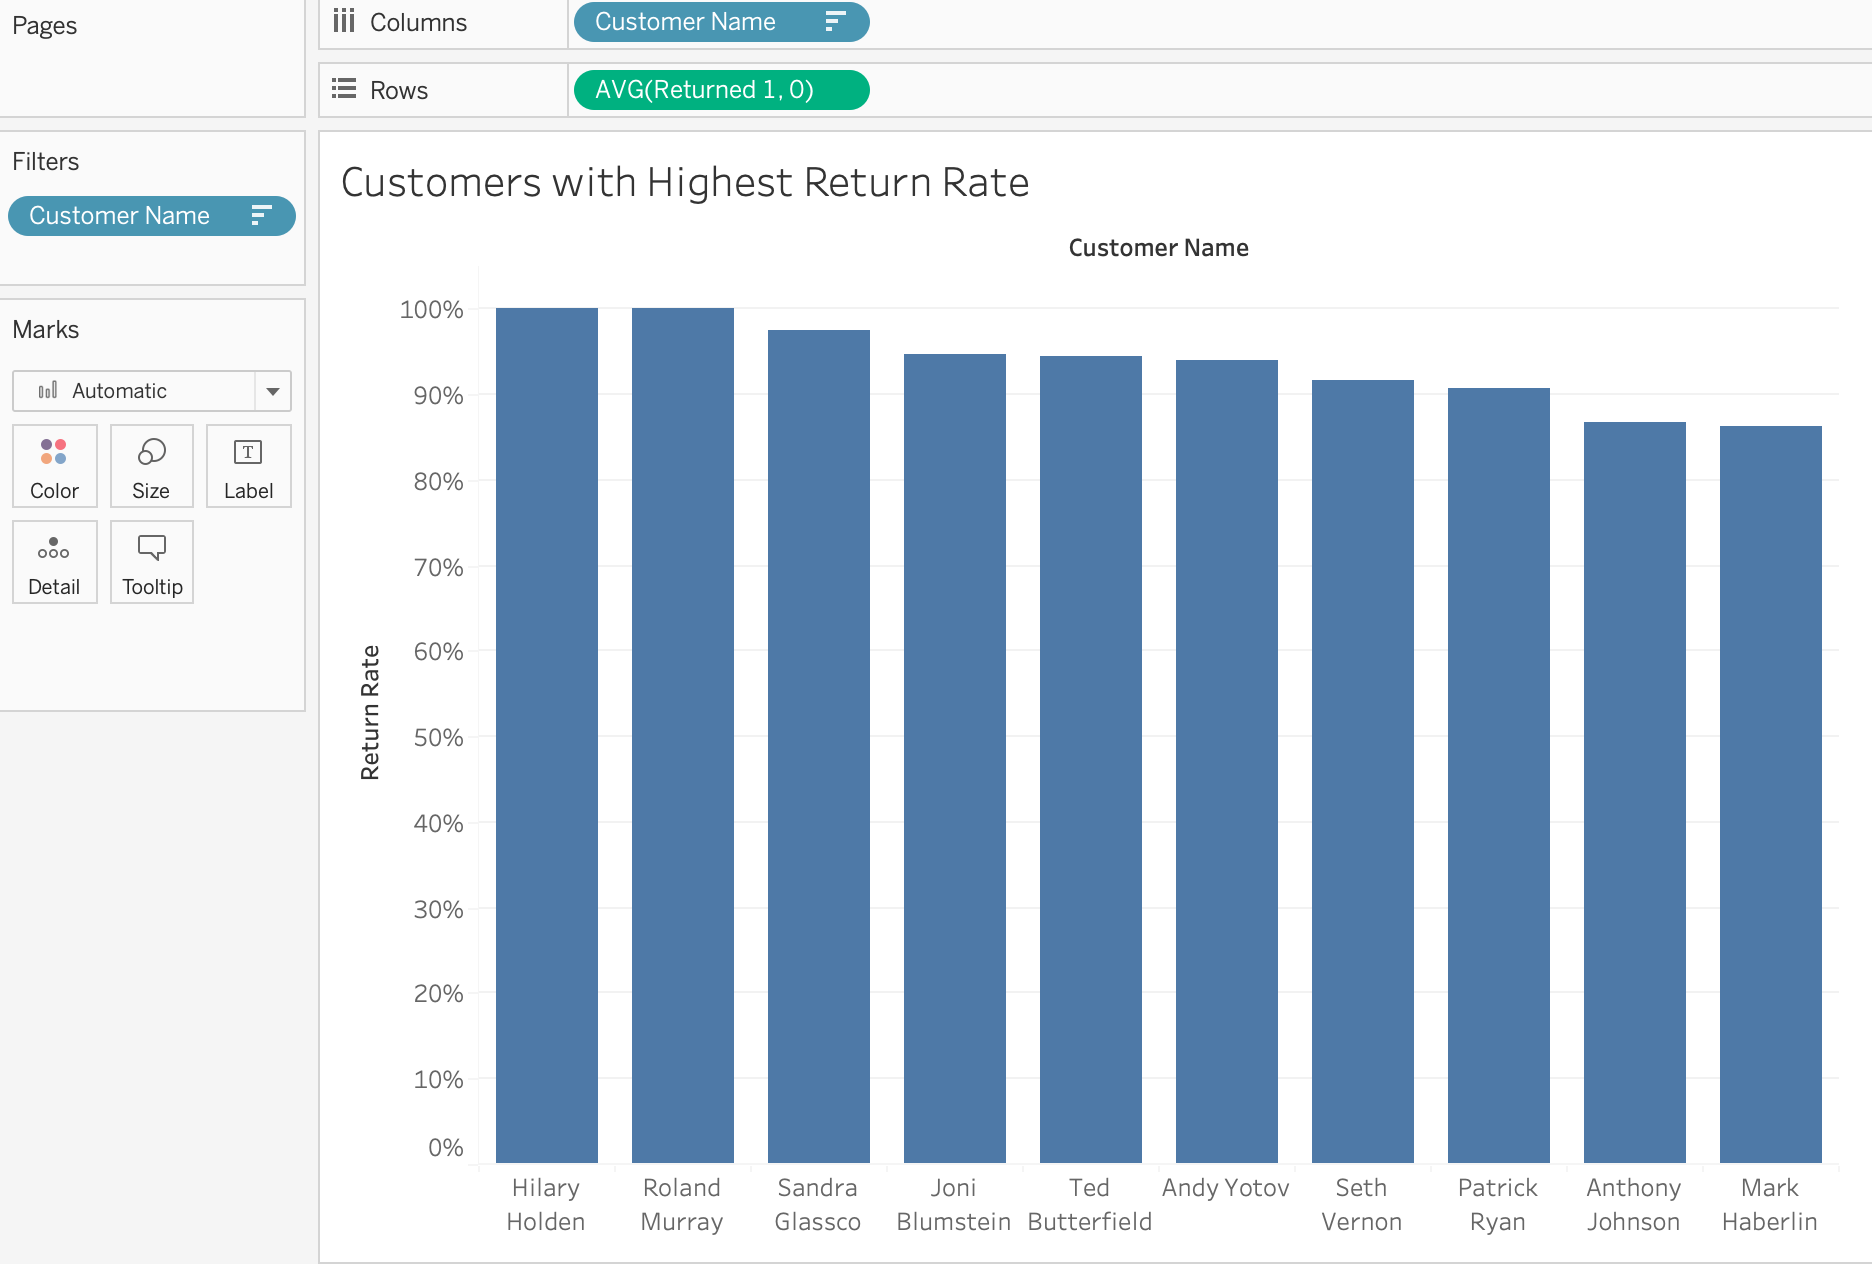 Pages
Columns
Customer Name
Rows
AVG(Returned 1, 0)
Filters
Customer Name
Marks
Automatic
Color
Size
T
Label
Detail
Tooltip
Customers with Highest Return Rate
Customer Name
Return Rate
100%
90%
80%
70%
60%
50%
40%
30%
20%
10%
0%
Hilary
Holden
Roland
Murray
Sandra
Glassco
Joni
Blumstein
Ted
Butterfield
Andy Yotov
Seth
Vernon
Patrick
Ryan
Anthony
Johnson
Mark
Haberlin